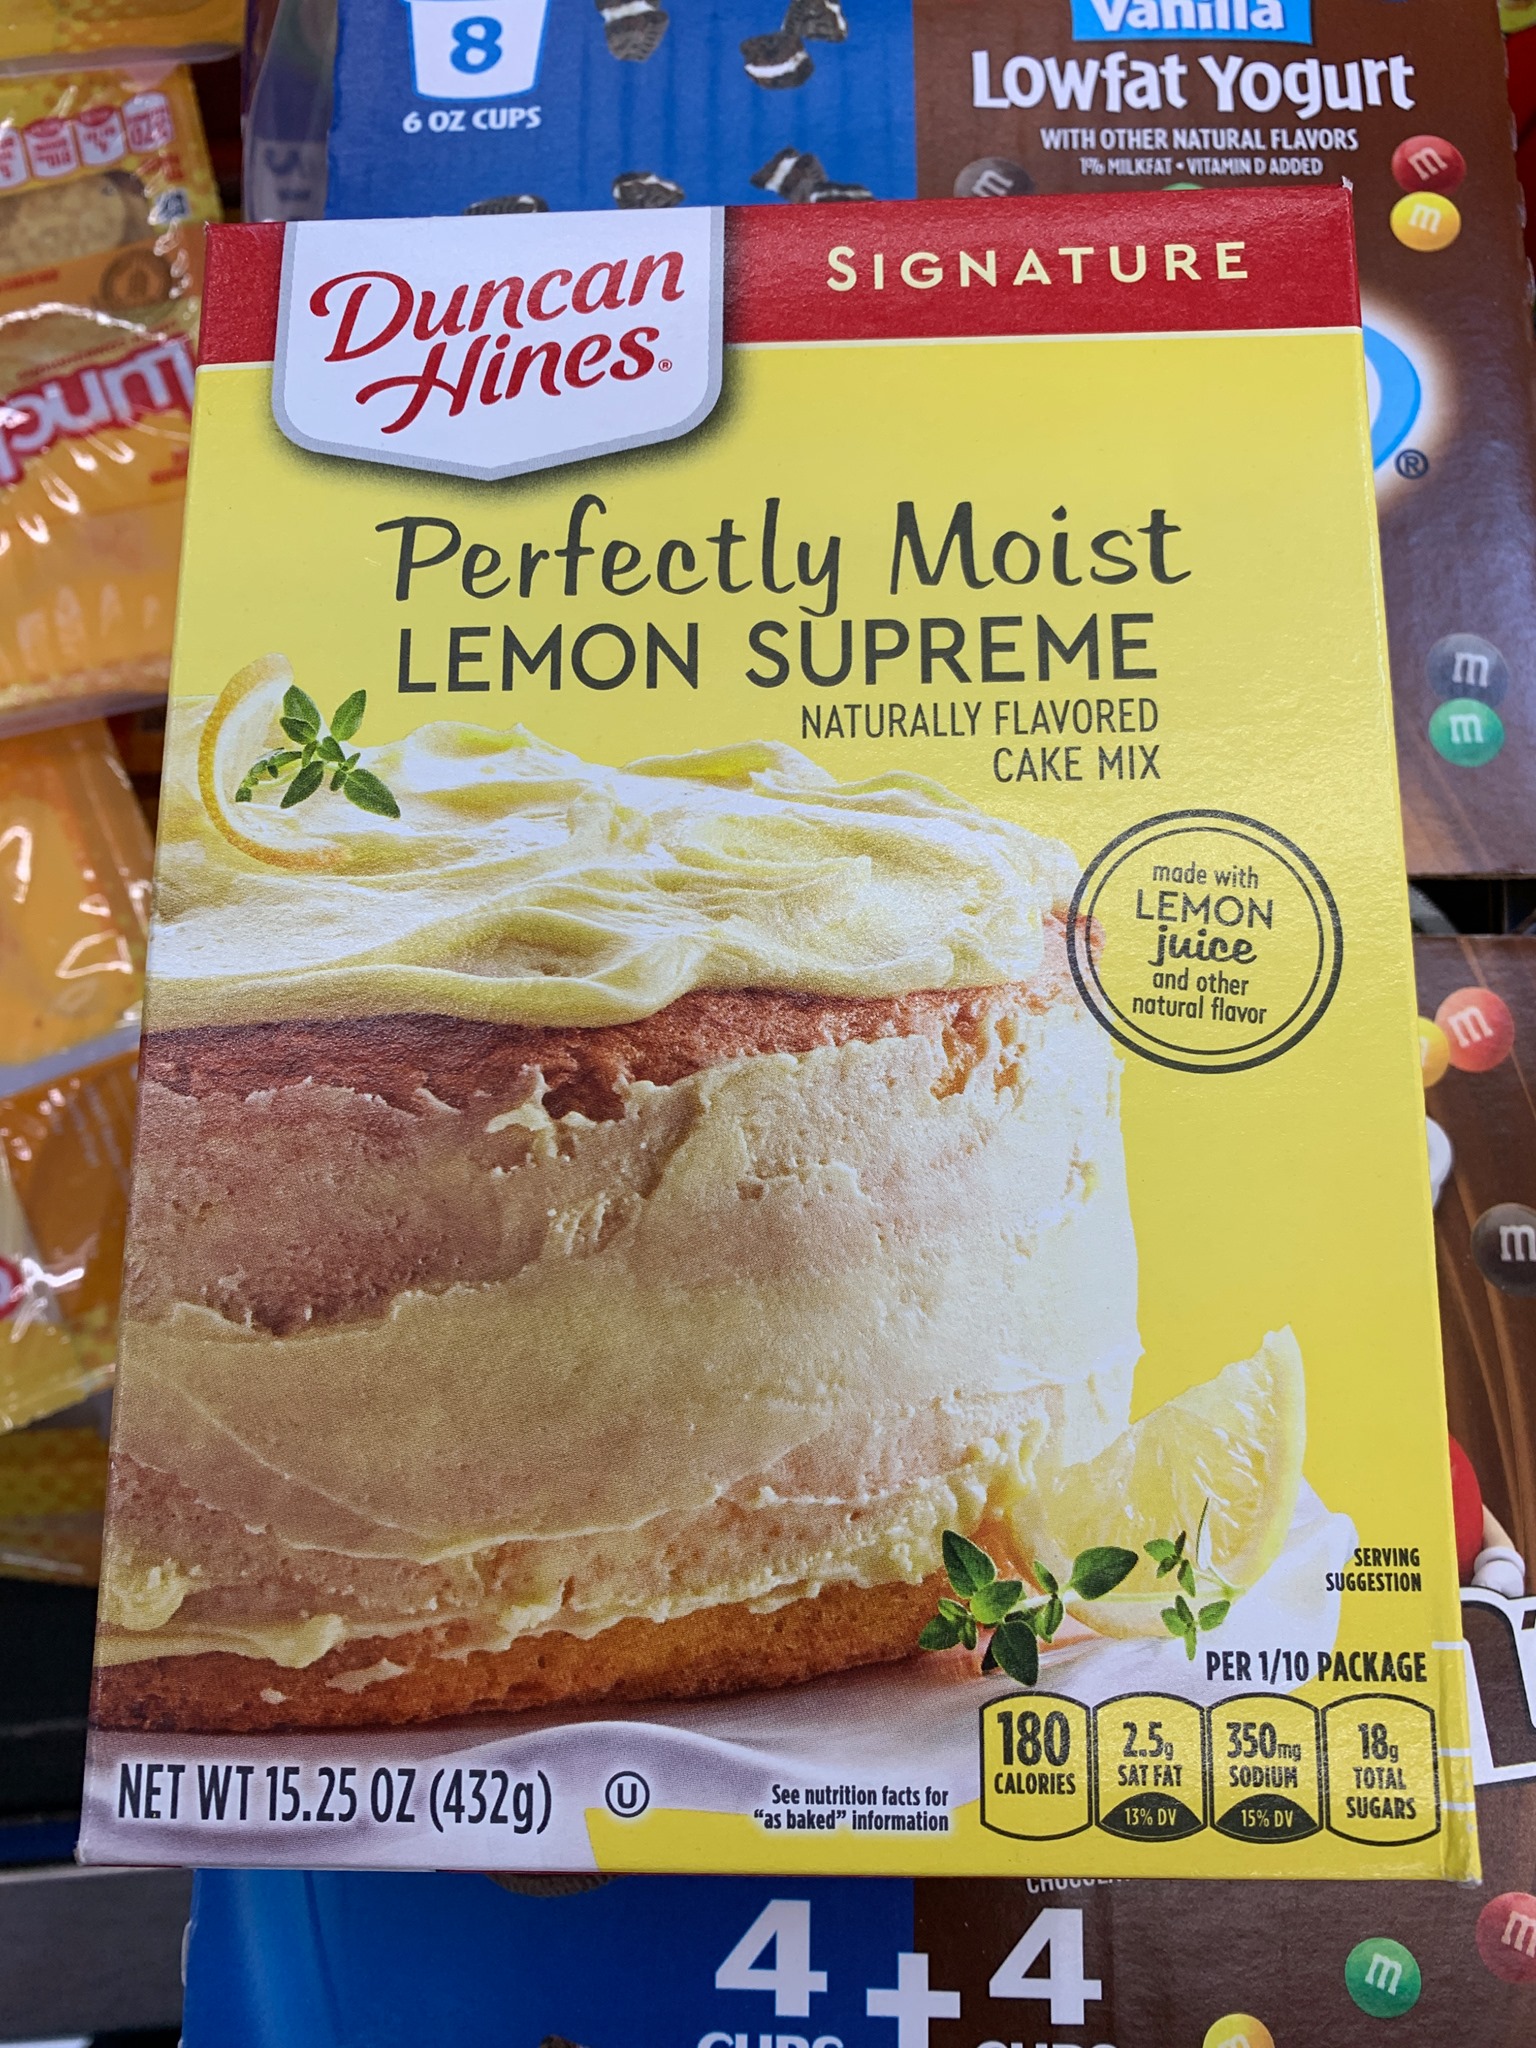 8
6 OZ CUPS
Vanilla
Lowfat Yogurt
WITH OTHER NATURAL FLAVORS
1% MILKFAT • VITAMIN D ADDED
m
m
m
Duncan
Hines®
SIGNATURE
®
Perfectly Moist
LEMON SUPREME
NATURALLY FLAVORED
CAKE MIX
m
m
made with
LEMON
juice
and other
natural flavor
m
m
SERVING
SUGGESTION
PER 1/10 PACKAGE
180
CALORIES
2.5g
SAT FAT
13% DV
350mg
SODIUM
15% DV
18g
TOTAL
SUGARS
NET WT 15.25 OZ (432g)
U
See nutrition facts for
"as baked" information
4 + 4
CUPS CUPS
m
m